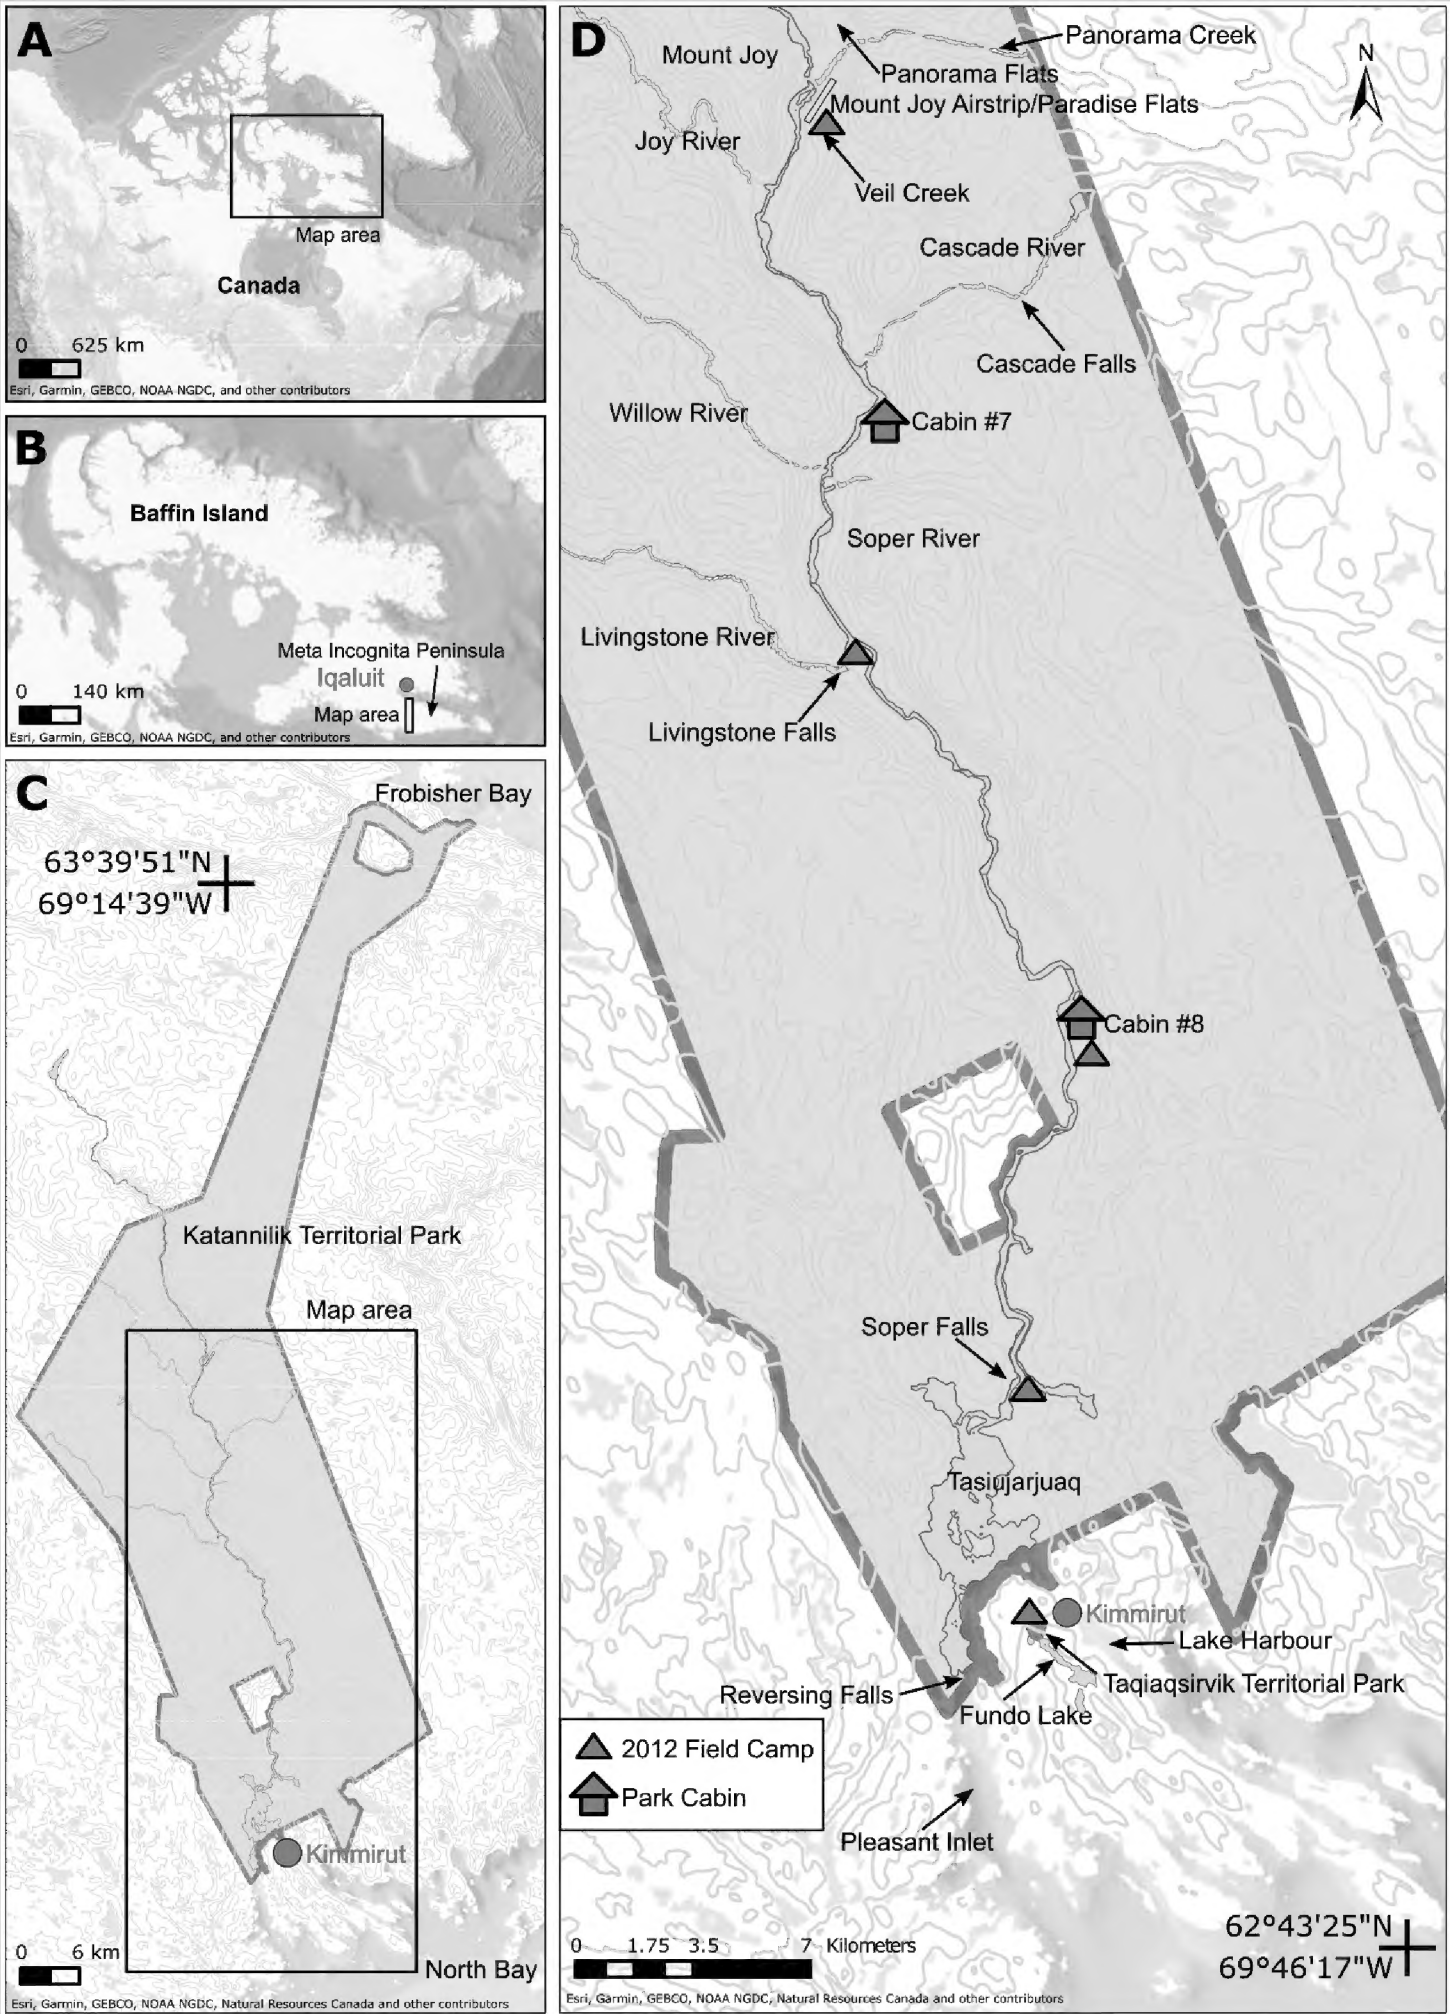 A
Map area
Canada
0 625 km
Esri, Garmin, GEBCO, NOAA NGDC, and other contributors
B
Baffin Island
Meta Incognita Peninsula
Iqaluit
0 140 km
Map area
Esri, Garmin, GEBCO, NOAA NGDC, and other contributors
C
Frobisher Bay
63°39'51"N
69°14'39"W
Katannilik Territorial Park
Map area
Kimmirut
0 6 km
North Bay
Esri, Garmin, GEBCO, NOAA NGDC, Natural Resources Canada and other contributors
D
Panorama Creek
N
Mount Joy
Panorama Flats
Mount Joy Airstrip/Paradise Flats
Joy River
Veil Creek
Cascade River
Cascade Falls
Willow River
Cabin #7
Soper River
Livingstone River
Livingstone Falls
Cabin #8
Soper Falls
Tasiujarjuaq
Kimmirut
Lake Harbour
Taqiaqsirvik Territorial Park
Reversing Falls
Fundo Lake
2012 Field Camp
Park Cabin
Pleasant Inlet
62°43'25"N
69°46'17"W
0 1.75 3.5 7 Kilometers
Esri, Garmin, GEBCO, NOAA NGDC, Natural Resources Canada and other contributors